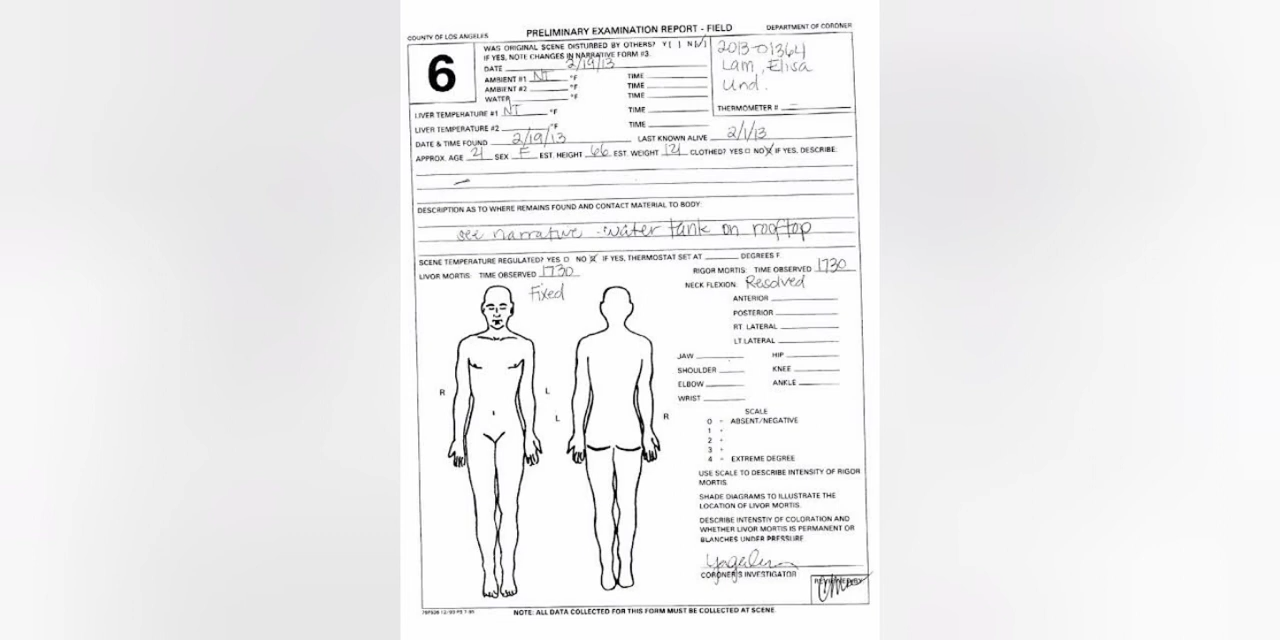 COUNTY OF LOS ANGELES
PRELIMINARY EXAMINATION REPORT - FIELD
DEPARTMENT OF CORONER
6
WAS ORIGINAL SCENE DISTURBED BY OTHERS? Y[ ] N[✓]
IF YES, NOTE CHANGES IN NARRATIVE FORM #3.
DATE 2/19/13
AMBIENT #1 NT °F TIME
AMBIENT #2 °F TIME
WATER °F TIME
2013-01364
Lam, Elisa
Und.
THERMOMETER #
LIVER TEMPERATURE #1 NT °F TIME
LIVER TEMPERATURE #2 °F TIME
DATE & TIME FOUND 2/19/13 LAST KNOWN ALIVE 2/1/13
APPROX. AGE 21 SEX F EST. HEIGHT 66 EST. WEIGHT 121 CLOTHED? YES □ NO X IF YES, DESCRIBE:
DESCRIPTION AS TO WHERE REMAINS FOUND AND CONTACT MATERIAL TO BODY:
see narrative - water tank on rooftop
SCENE TEMPERATURE REGULATED? YES □ NO X IF YES, THERMOSTAT SET AT DEGREES F
LIVOR MORTIS: TIME OBSERVED 1730
Fixed
RIGOR MORTIS: TIME OBSERVED 1730
NECK FLEXION: Resolved
ANTERIOR
POSTERIOR
RT. LATERAL
LT LATERAL
JAW HIP
SHOULDER KNEE
ELBOW ANKLE
WRIST
R L
L R
SCALE
0 - ABSENT/NEGATIVE
1 -
2 -
3 -
4 - EXTREME DEGREE
USE SCALE TO DESCRIBE INTENSITY OF RIGOR
MORTIS.
SHADE DIAGRAMS TO ILLUSTRATE THE
LOCATION OF LIVOR MORTIS.
DESCRIBE INTENSTIY OF COLORATION AND
WHETHER LIVOR MORTIS IS PERMANENT OR
BLANCHES UNDER PRESSURE
CORONER'S INVESTIGATOR
NOTE: ALL DATA COLLECTED FOR THIS FORM MUST BE COLLECTED AT SCENE